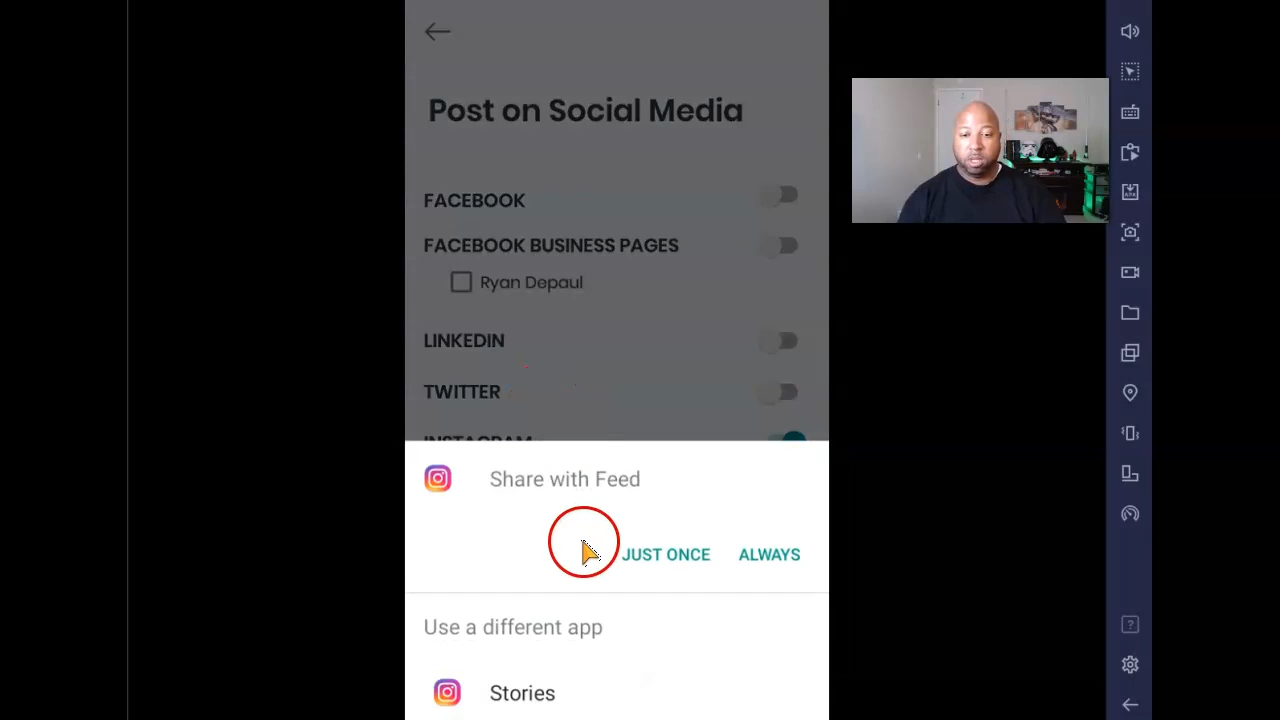 Post on Social Media
FACEBOOK
FACEBOOK BUSINESS PAGES
Ryan Depaul
LINKEDIN
TWITTER
INSTAGRAM
Share with Feed
JUST ONCE ALWAYS
Use a different app
Stories